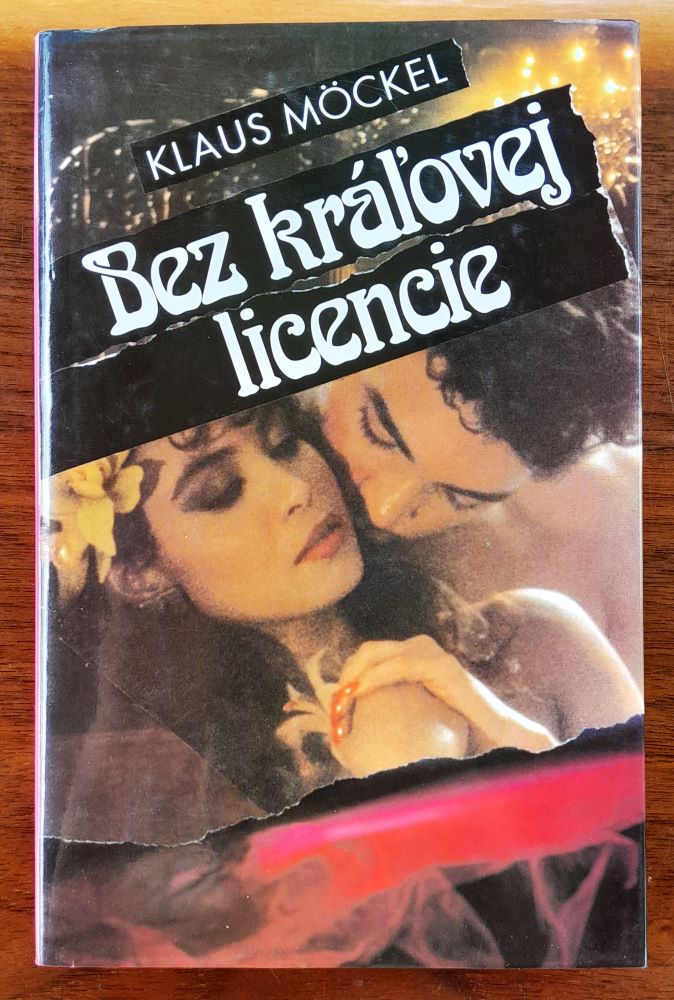 KLAUS MÖCKEL
Bez kráľovej
licencie